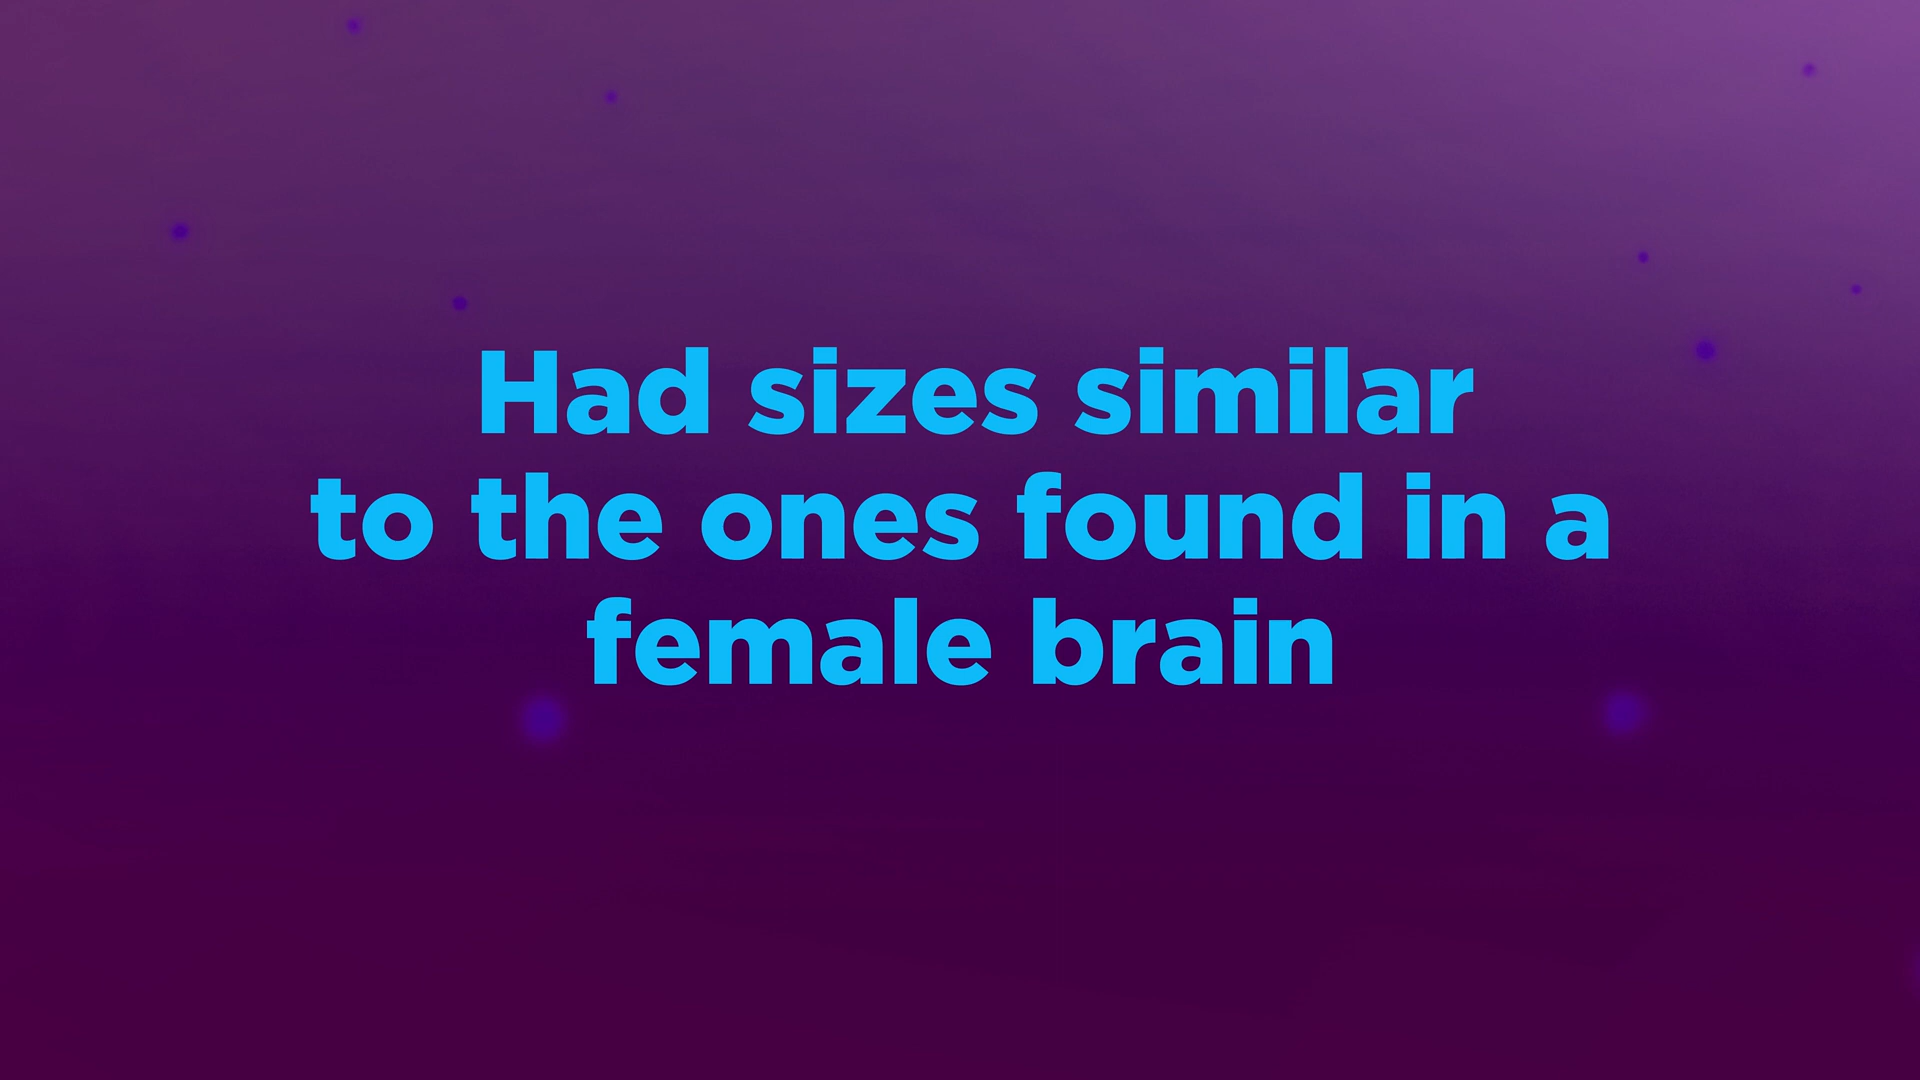 Had sizes similar
to the ones found in a
female brain